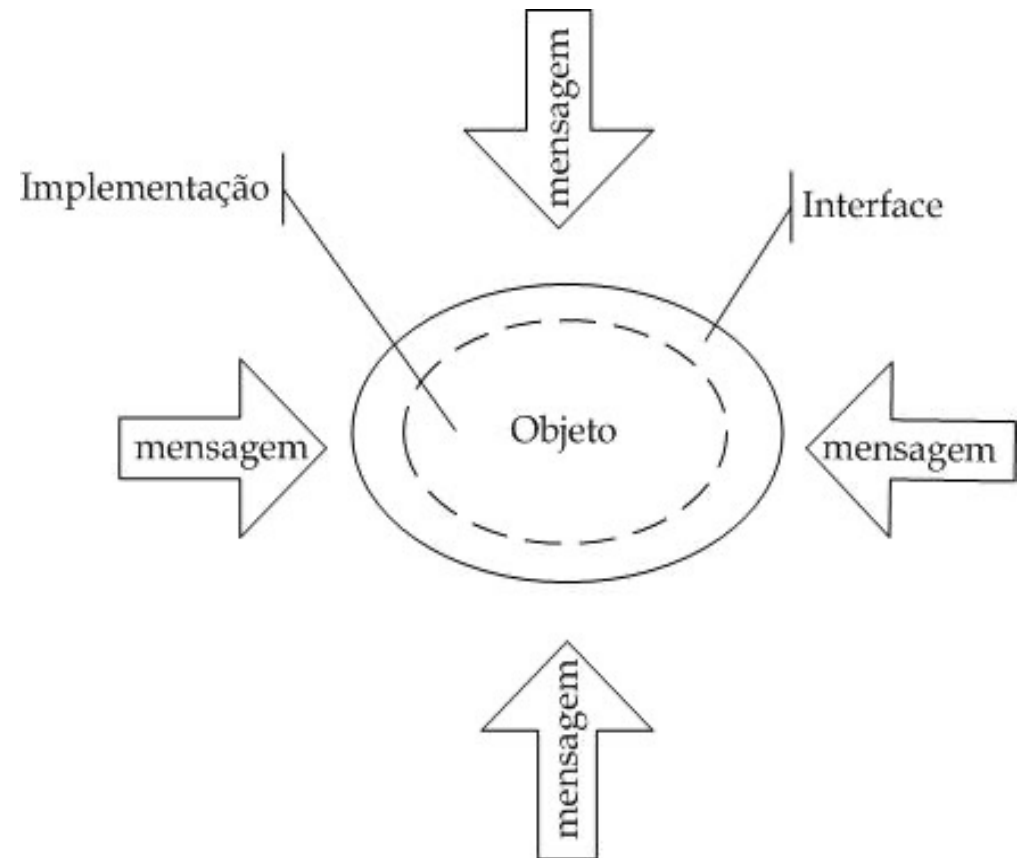 mensagem
Implementação
Interface
mensagem
Objeto
mensagem
mensagem